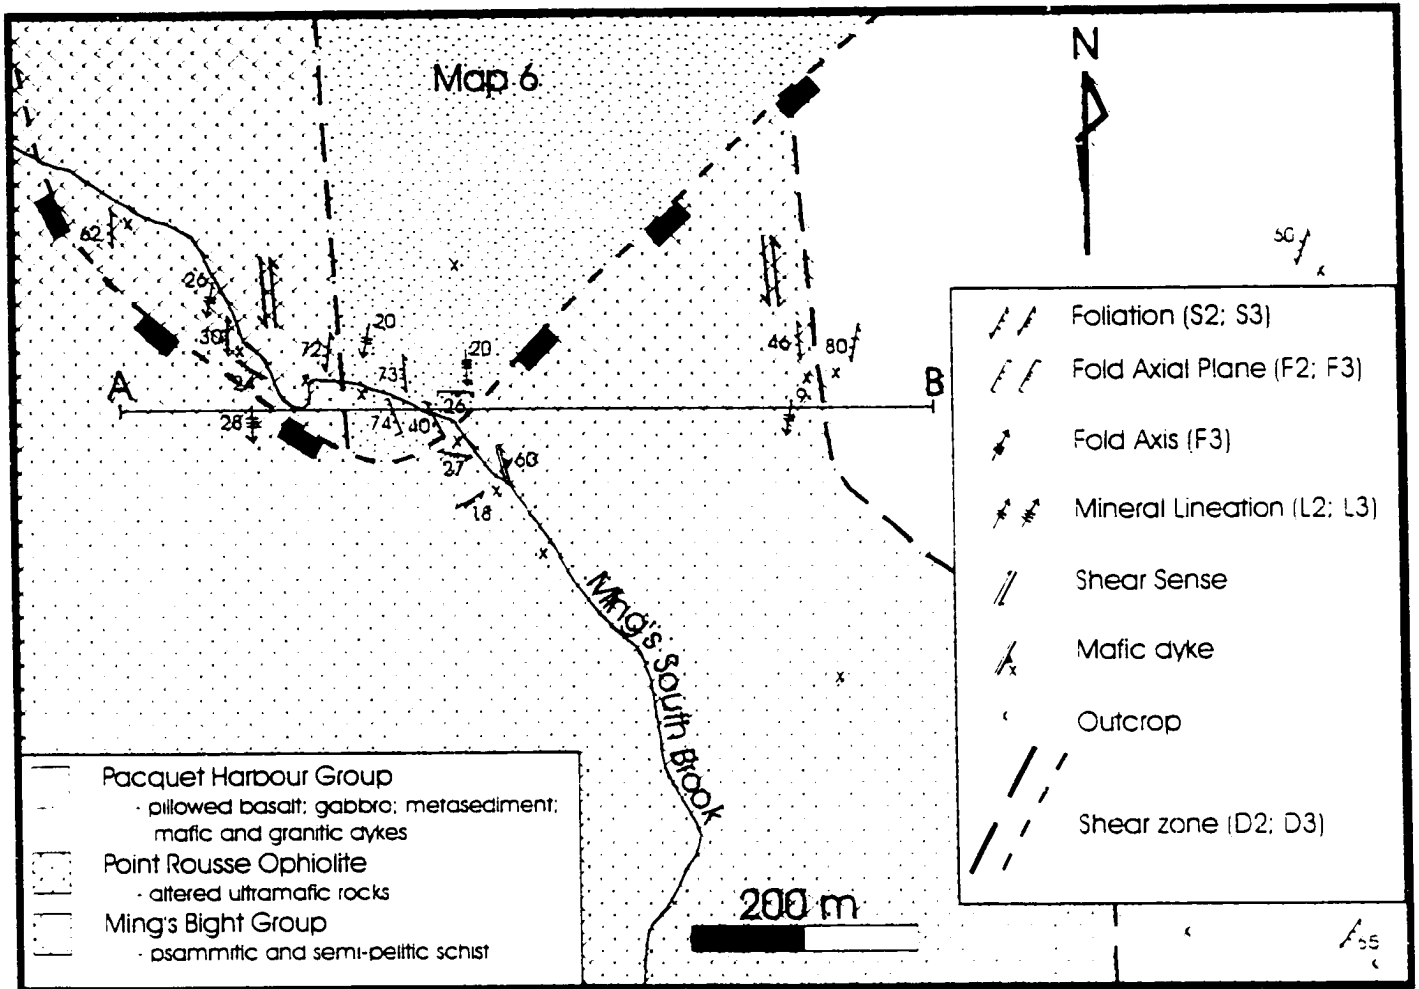 Map 6
N
50
62
26
30
72
20
73
20
46
80
A
B
9
28
26
74
40
27
60
18
Ming's South Brook
Foliation (S2; S3)
Fold Axial Plane (F2; F3)
Fold Axis (F3)
Mineral Lineation (L2; L3)
Shear Sense
Mafic dyke
Outcrop
Shear zone (D2; D3)
Pacquet Harbour Group
- pillowed basalt; gabbro; metasediment;
mafic and granitic dykes
Point Rousse Ophiolite
- altered ultramafic rocks
Ming's Bight Group
- psammitic and semi-pelitic schist
200 m